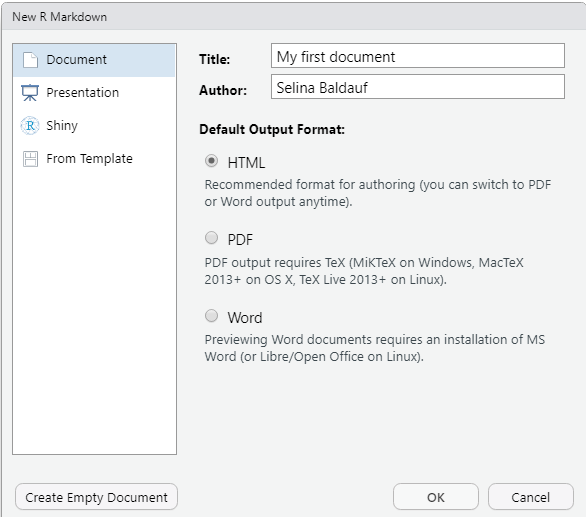 New R Markdown
Document
Presentation
R Shiny
From Template
Title: My first document
Author: Selina Baldauf
Default Output Format:
HTML
Recommended format for authoring (you can switch to PDF
or Word output anytime).
PDF
PDF output requires TeX (MiKTeX on Windows, MacTeX
2013+ on OS X, TeX Live 2013+ on Linux).
Word
Previewing Word documents requires an installation of MS
Word (or Libre/Open Office on Linux).
Create Empty Document
OK
Cancel